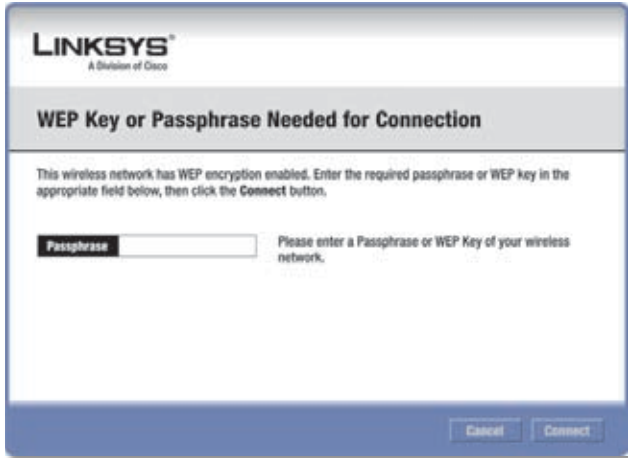 LINKSYS®
A Division of Cisco
WEP Key or Passphrase Needed for Connection
This wireless network has WEP encryption enabled. Enter the required passphrase or WEP key in the
appropriate field below, then click the Connect button.
Passphrase
Please enter a Passphrase or WEP Key of your wireless
network.
Cancel
Connect